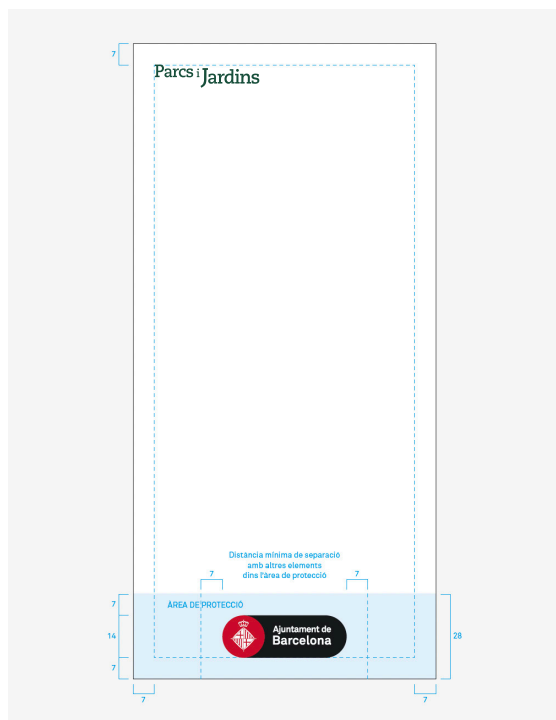 7
Parcs i Jardins
Distància mínima de separació
amb altres elements
dins l'àrea de protecció
7
7
7
ÀREA DE PROTECCIÓ
14
Ajuntament de
Barcelona
28
7
7
7